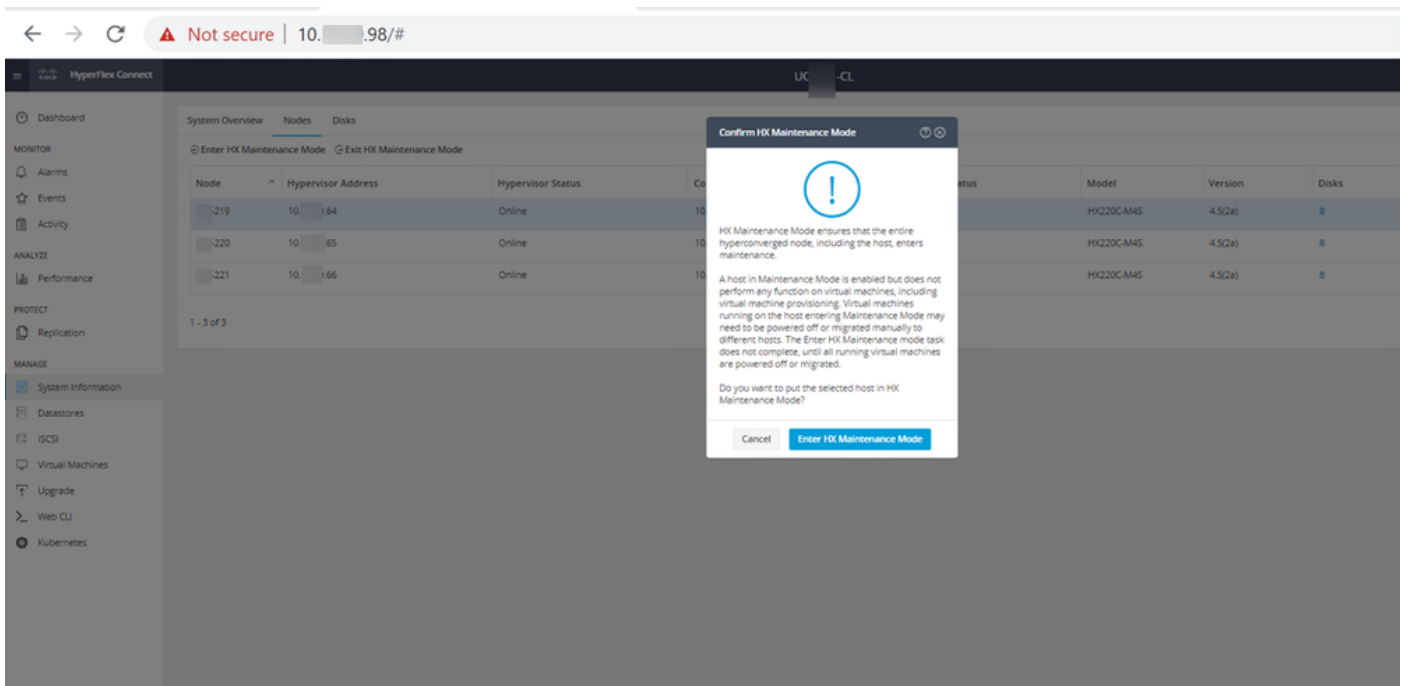 Not secure 10. .98/#
CISCO HyperFlex Connect UC -CL
Dashboard
MONITOR
Alarms
Events
Activity
ANALYZE
Performance
PROTECT
Replication
MANAGE
System Information
Datastores
iSCSI
Virtual Machines
Upgrade
Web CLI
Kubernetes
System Overview Nodes Disks
Enter HX Maintenance Mode Exit HX Maintenance Mode
Node Hypervisor Address Hypervisor Status Co atus Model Version Disks
-219 10. .64 Online 10 HX220C-M4S 4.5(2a) 8
-220 10. 65 Online 10 HX220C-M4S 4.5(2a) 8
-221 10. .66 Online 10 HX220C-M4S 4.5(2a) 8
1 - 3 of 3
Confirm HX Maintenance Mode
HX Maintenance Mode ensures that the entire
hyperconverged node, including the host, enters
maintenance.
A host in Maintenance Mode is enabled but does not
perform any function on virtual machines, including
virtual machine provisioning. Virtual machines
running on the host entering Maintenance Mode may
need to be powered off or migrated manually to
different hosts. The Enter HX Maintenance mode task
does not complete, until all running virtual machines
are powered off or migrated.
Do you want to put the selected host in HX
Maintenance Mode?
Cancel Enter HX Maintenance Mode